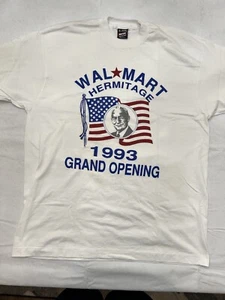 WAL★MART
HERMITAGE
1993
GRAND OPENING